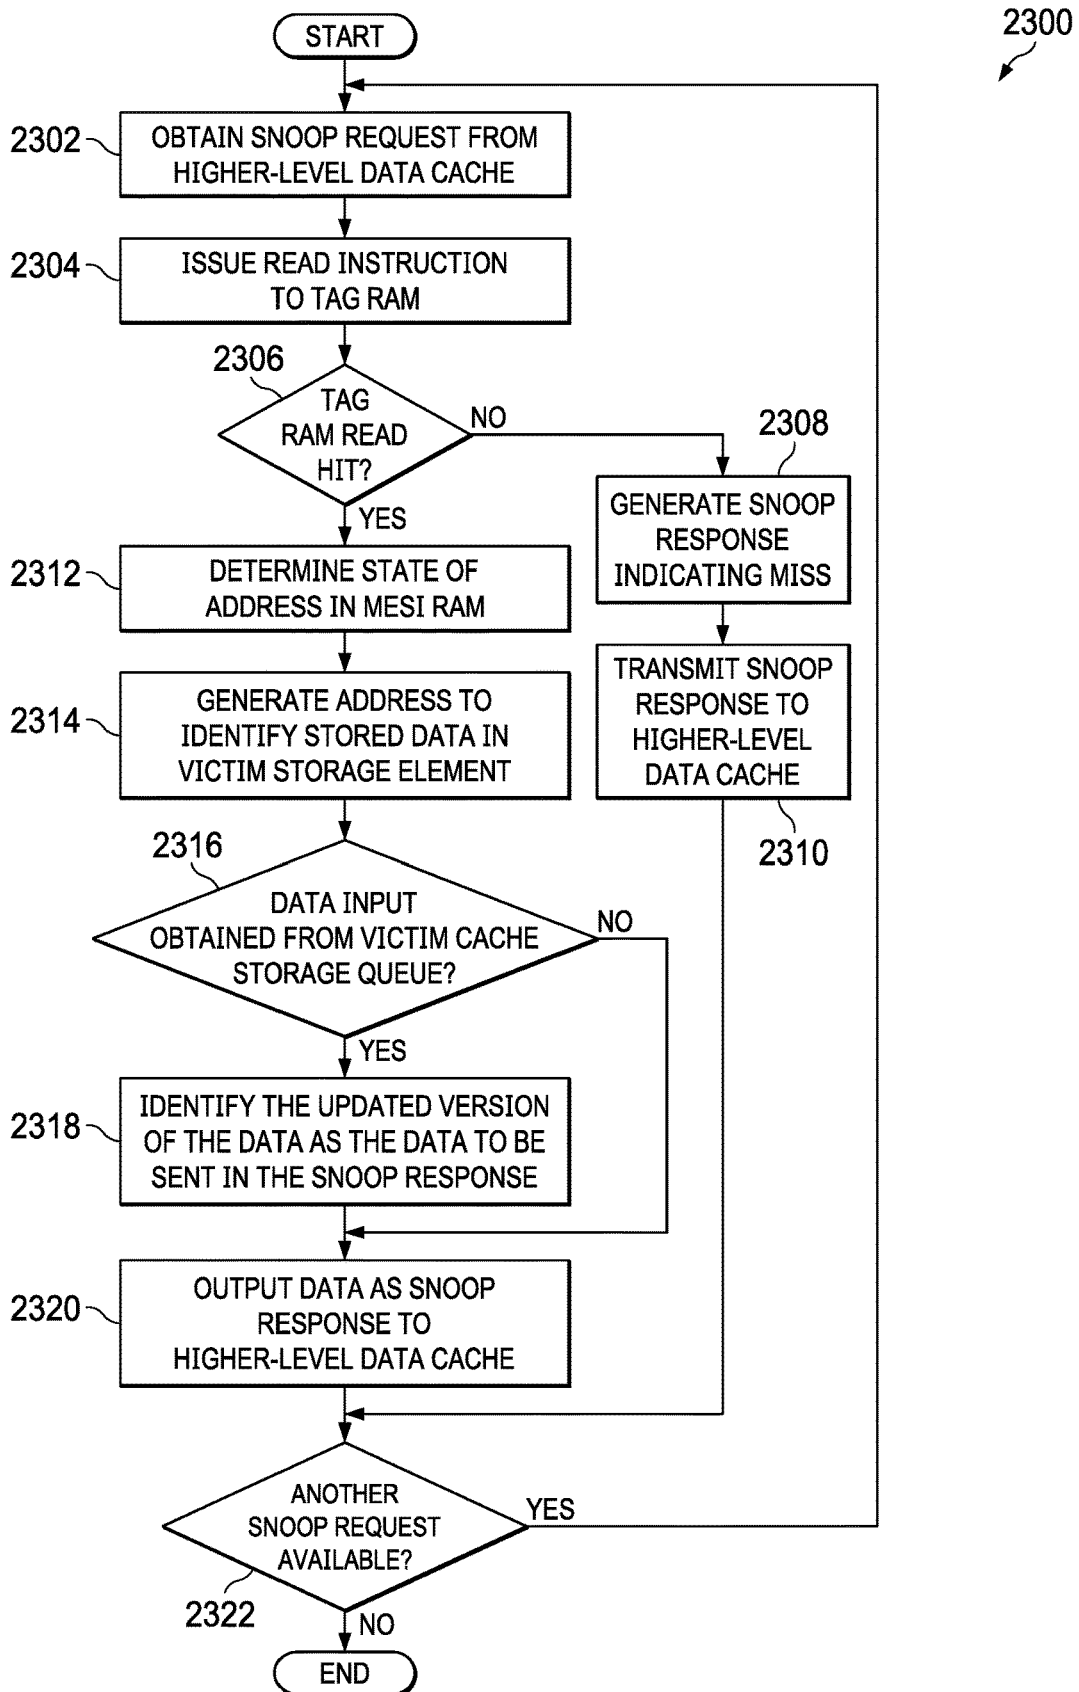 2300
START
2302
OBTAIN SNOOP REQUEST FROM
HIGHER-LEVEL DATA CACHE
2304
ISSUE READ INSTRUCTION
TO TAG RAM
2306
TAG
RAM READ
HIT?
NO
YES
2308
GENERATE SNOOP
RESPONSE
INDICATING MISS
2312
DETERMINE STATE OF
ADDRESS IN MESI RAM
TRANSMIT SNOOP
RESPONSE TO
HIGHER-LEVEL
DATA CACHE
2310
2314
GENERATE ADDRESS TO
IDENTIFY STORED DATA IN
VICTIM STORAGE ELEMENT
2316
DATA INPUT
OBTAINED FROM VICTIM CACHE
STORAGE QUEUE?
NO
YES
2318
IDENTIFY THE UPDATED VERSION
OF THE DATA AS THE DATA TO BE
SENT IN THE SNOOP RESPONSE
2320
OUTPUT DATA AS SNOOP
RESPONSE TO
HIGHER-LEVEL DATA CACHE
ANOTHER
SNOOP REQUEST
AVAILABLE?
YES
2322
NO
END